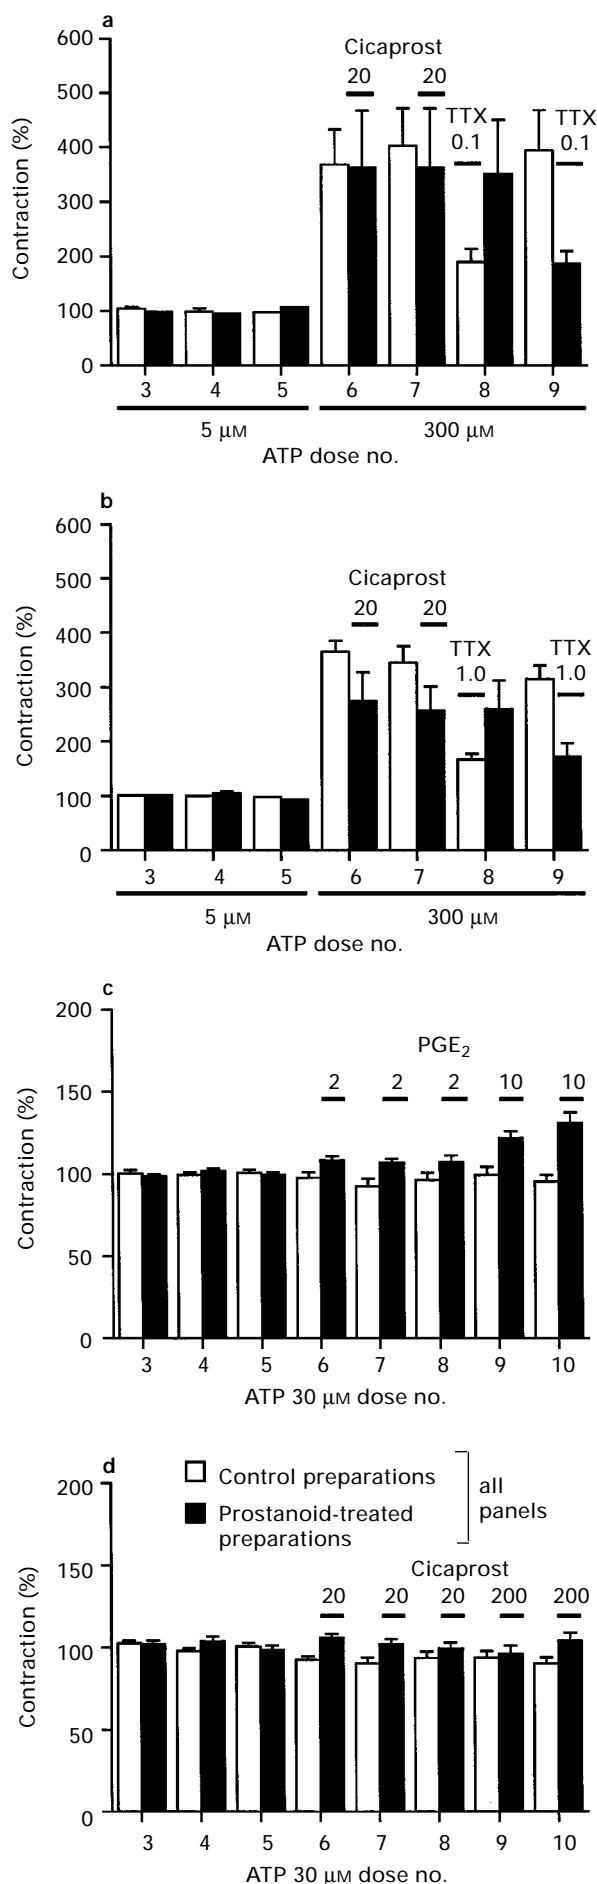 a
Contraction (%)
600
500
400
300
200
100
0
Cicaprost
20 20
TTX TTX
0.1 0.1
3 4 5 6 7 8 9
5 μM 300 μM
ATP dose no.
b
Contraction (%)
600
500
400
300
200
100
0
Cicaprost
20 20
TTX TTX
1.0 1.0
3 4 5 6 7 8 9
5 μM 300 μM
ATP dose no.
c
Contraction (%)
200
150
100
50
0
PGE2
2 2 2 10 10
3 4 5 6 7 8 9 10
ATP 30 μM dose no.
d
Contraction (%)
200
150
100
50
0
Control preparations
Prostanoid-treated
preparations
all
panels
Cicaprost
20 20 20 200 200
3 4 5 6 7 8 9 10
ATP 30 μM dose no.